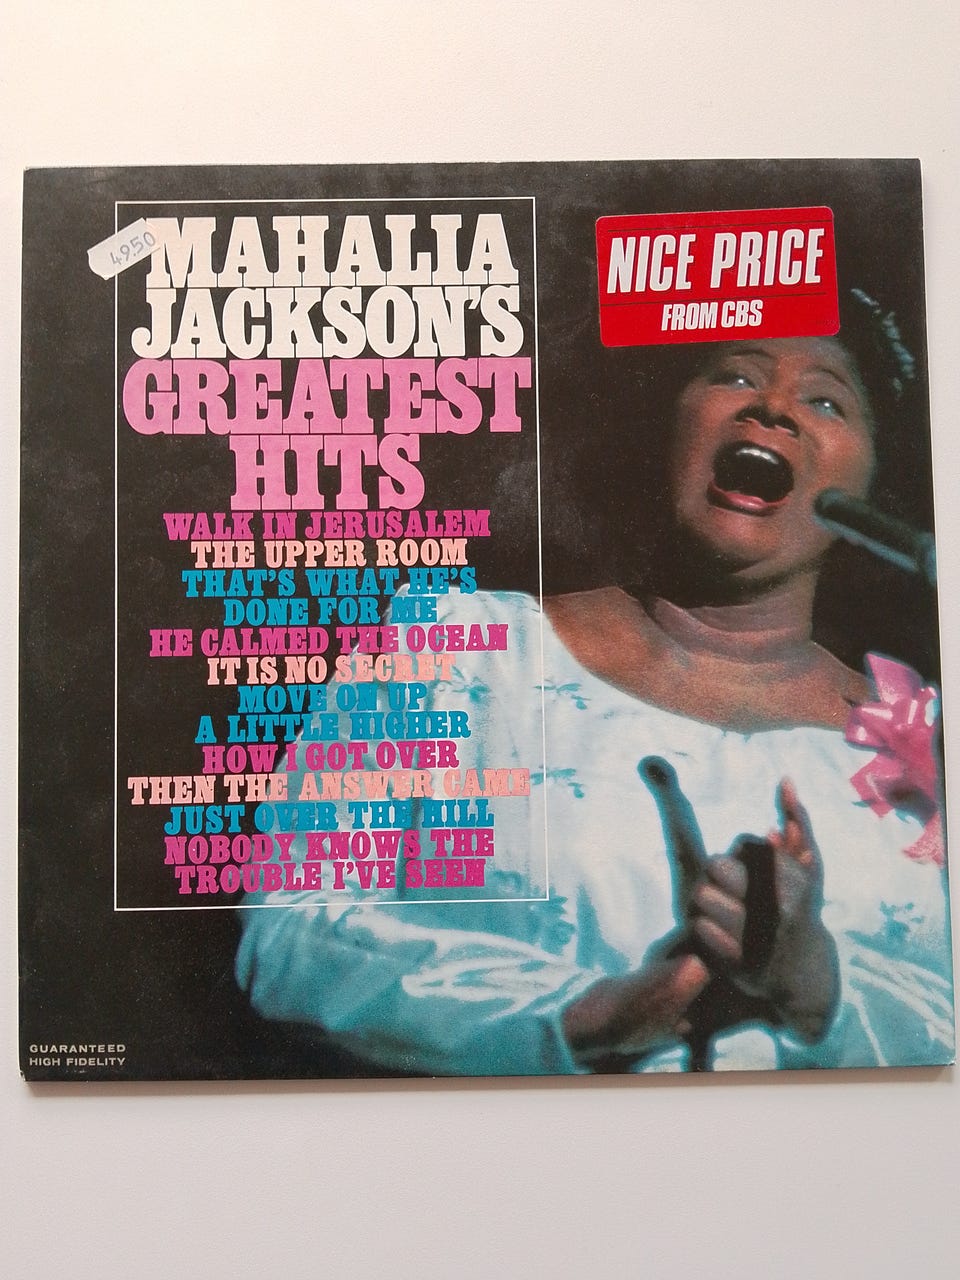 49.50
MAHALIA
JACKSON'S
GREATEST
HITS
WALK IN JERUSALEM
THE UPPER ROOM
THAT'S WHAT HE'S
DONE FOR ME
HE CALMED THE OCEAN
IT IS NO SECRET
MOVE ON UP
A LITTLE HIGHER
HOW I GOT OVER
THEN THE ANSWER CAME
JUST OVER THE HILL
NOBODY KNOWS THE
TROUBLE I'VE SEEN
NICE PRICE
FROM CBS
GUARANTEED
HIGH FIDELITY